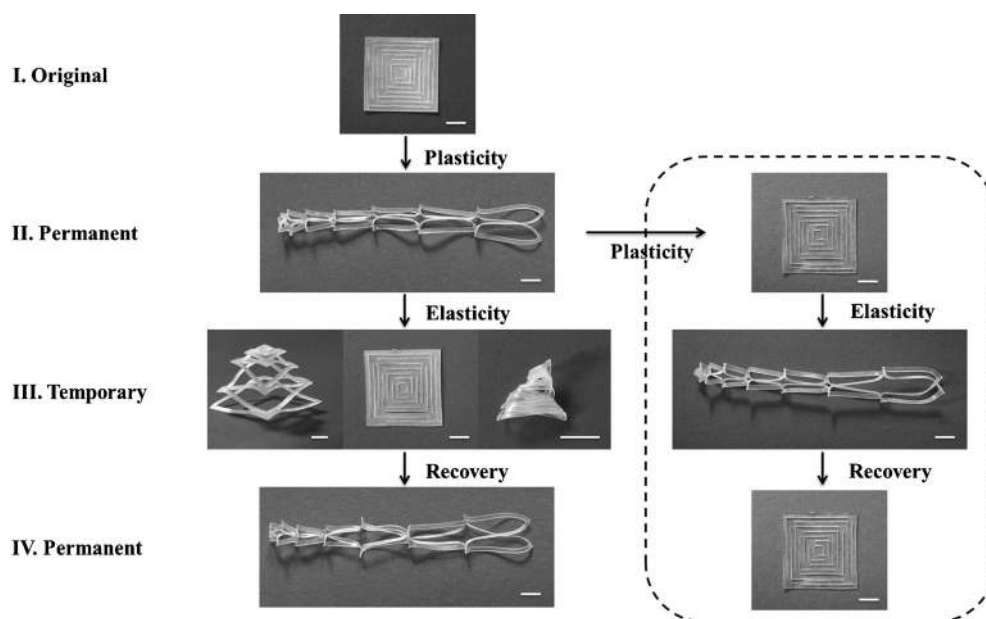 I. Original
Plasticity
II. Permanent
Plasticity
Elasticity
Elasticity
III. Temporary
Recovery
Recovery
IV. Permanent